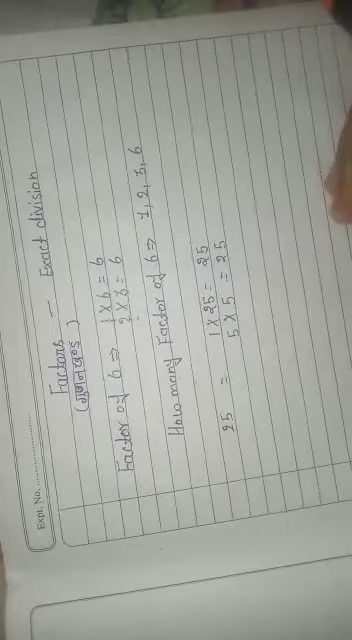 Expt. No. ........................
Factors - Exact division
(गुणनखण्ड)
Factor of 6 ⇒ 1 x 6 = 6
2 x 3 = 6
How many Factor of 6 ⇒ 1, 2, 3, 6
25 = 1 x 25 = 25
5 x 5 = 25